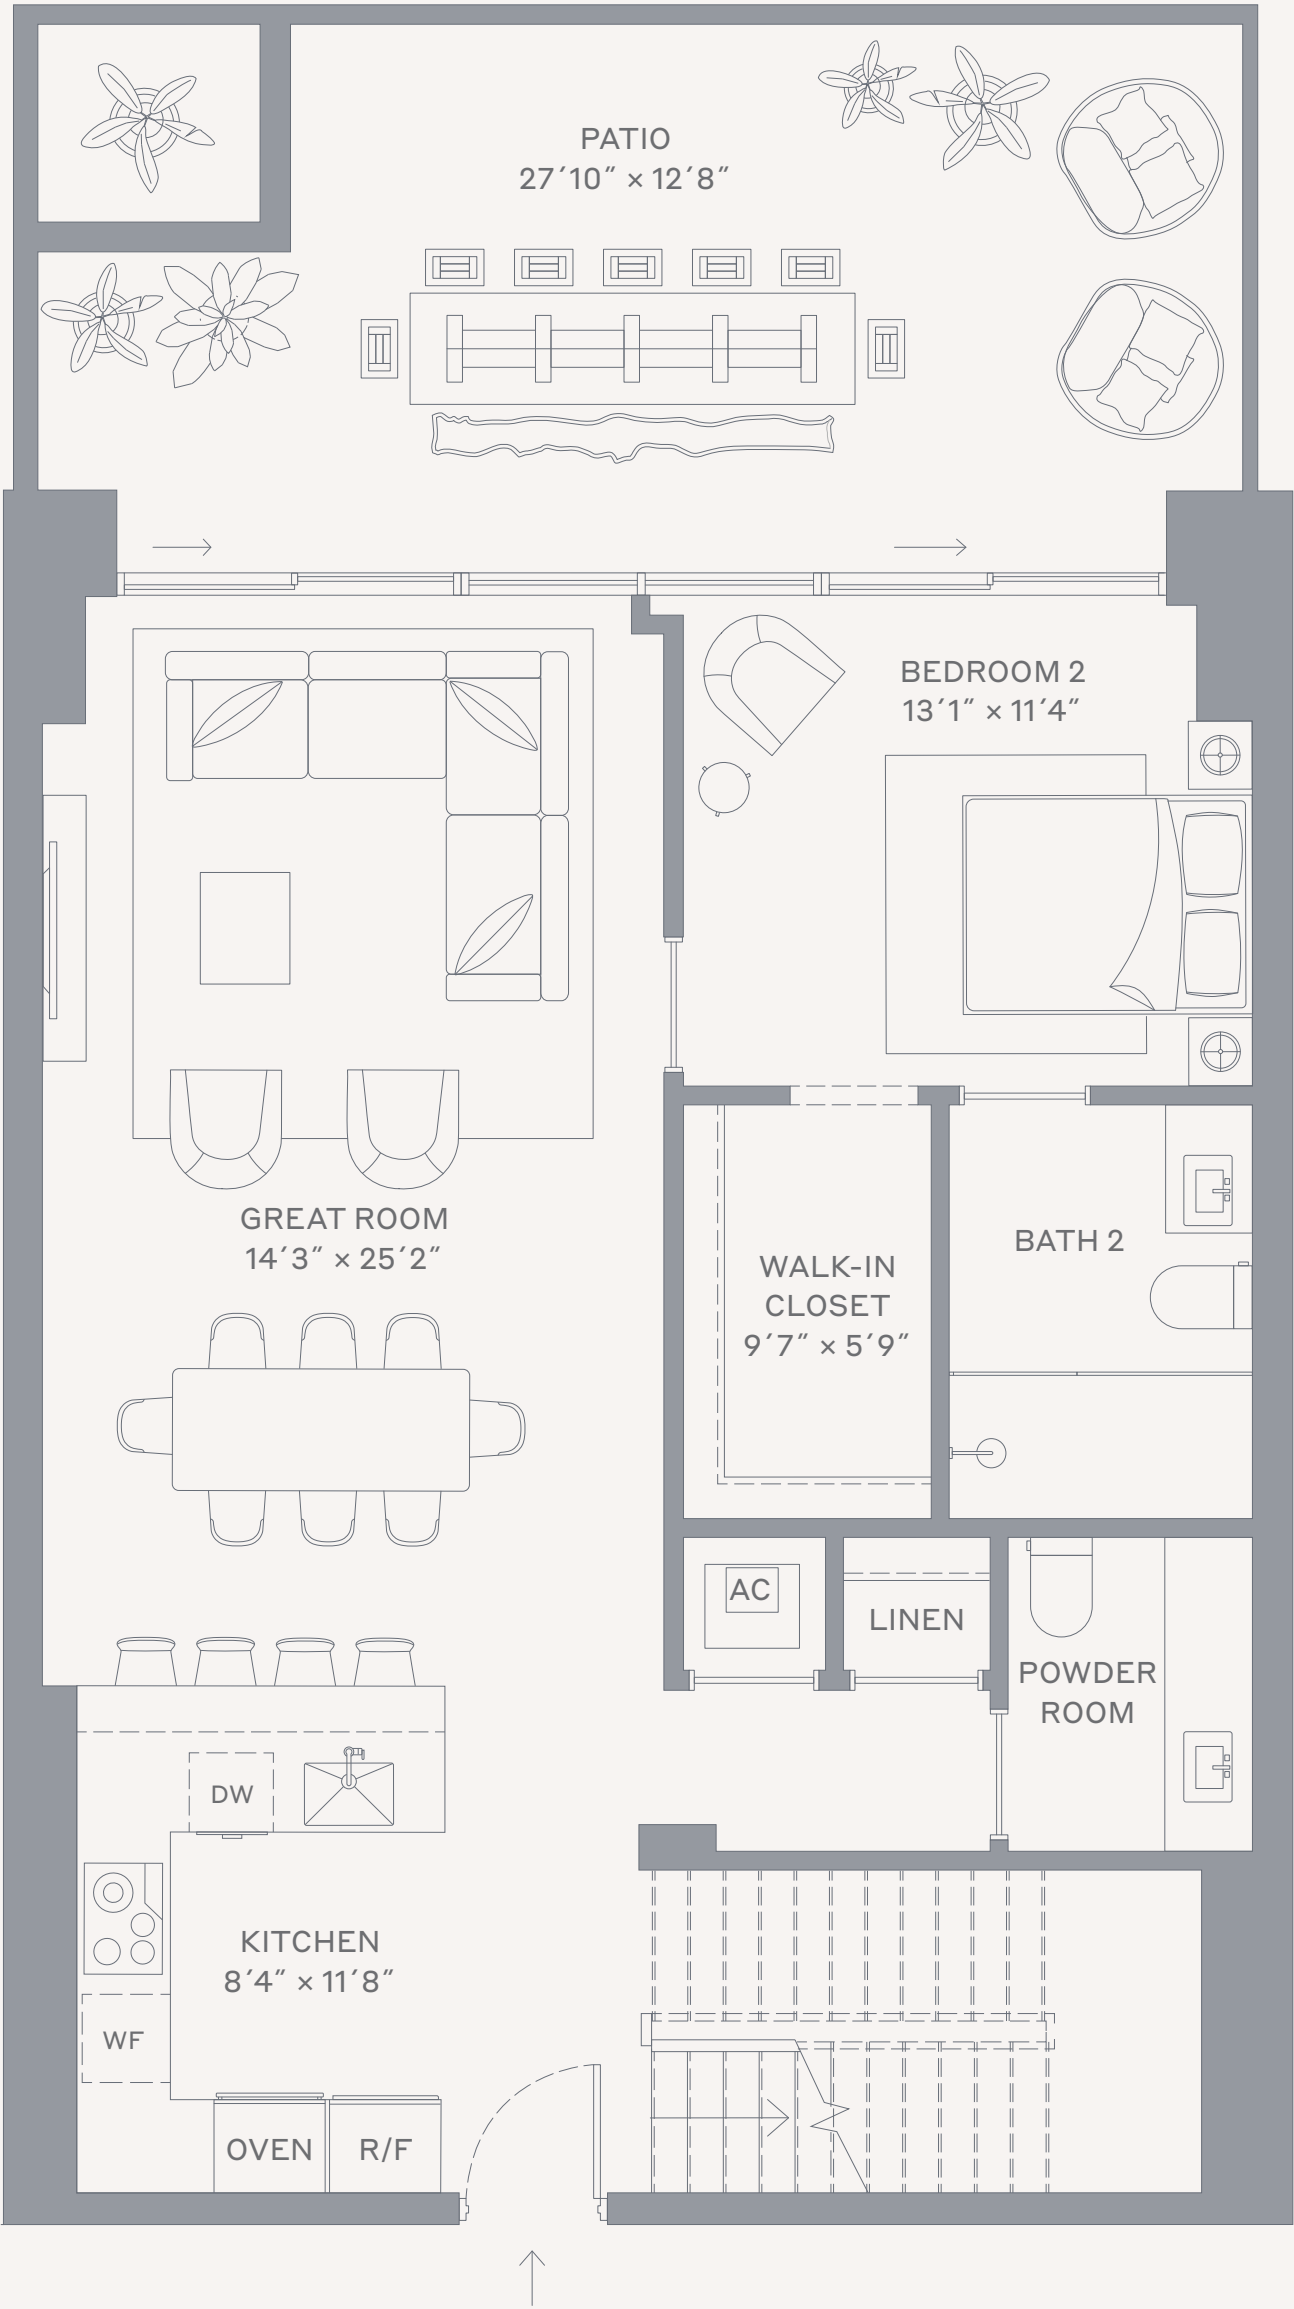 PATIO
27´10˝ × 12´8˝
BEDROOM 2
13´1˝ × 11´4˝
GREAT ROOM
14´3˝ × 25´2˝
WALK-IN
CLOSET
9´7˝ × 5´9˝
BATH 2
AC
LINEN
POWDER
ROOM
DW
KITCHEN
8´4˝ × 11´8˝
WF
OVEN
R/F